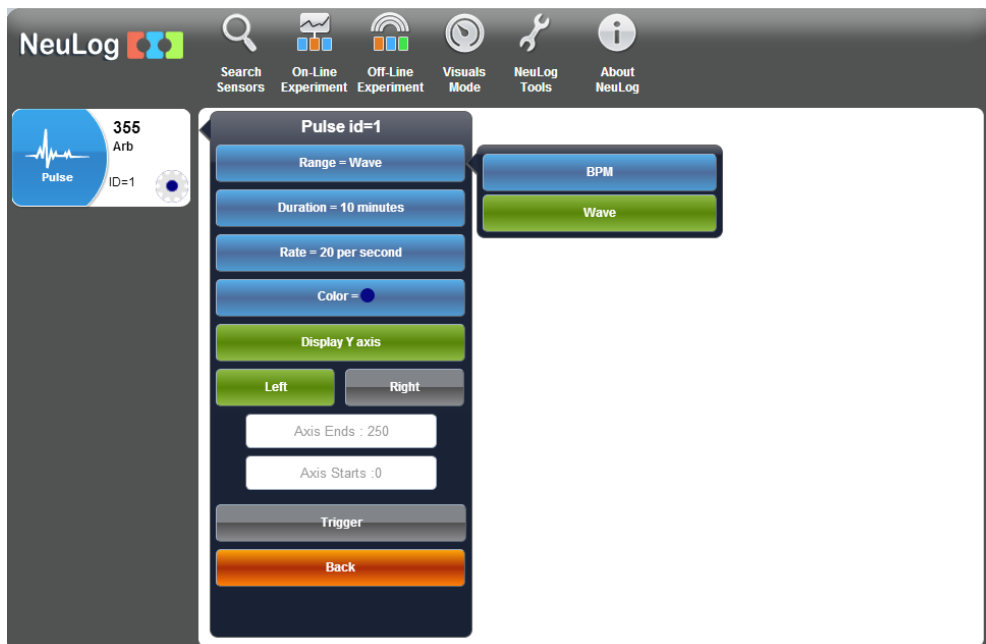 NeuLog
Search
Sensors
On-Line
Experiment
Off-Line
Experiment
Visuals
Mode
NeuLog
Tools
About
NeuLog
355
Arb
Pulse
ID=1
Pulse id=1
Range = Wave
Duration = 10 minutes
Rate = 20 per second
Color =
Display Y axis
Left
Right
Axis Ends : 250
Axis Starts :0
Trigger
Back
BPM
Wave